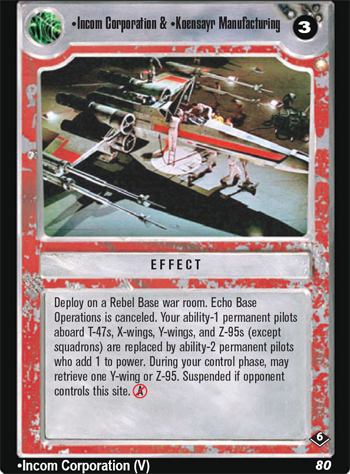 •Incom Corporation & •Koensayr Manufacturing
3
EFFECT
Deploy on a Rebel Base war room. Echo Base
Operations is canceled. Your ability-1 permanent pilots
aboard T-47s, X-wings, Y-wings, and Z-95s (except
squadrons) are replaced by ability-2 permanent pilots
who add 1 to power. During your control phase, may
retrieve one Y-wing or Z-95. Suspended if opponent
controls this site. A
6
•Incom Corporation (V) 80